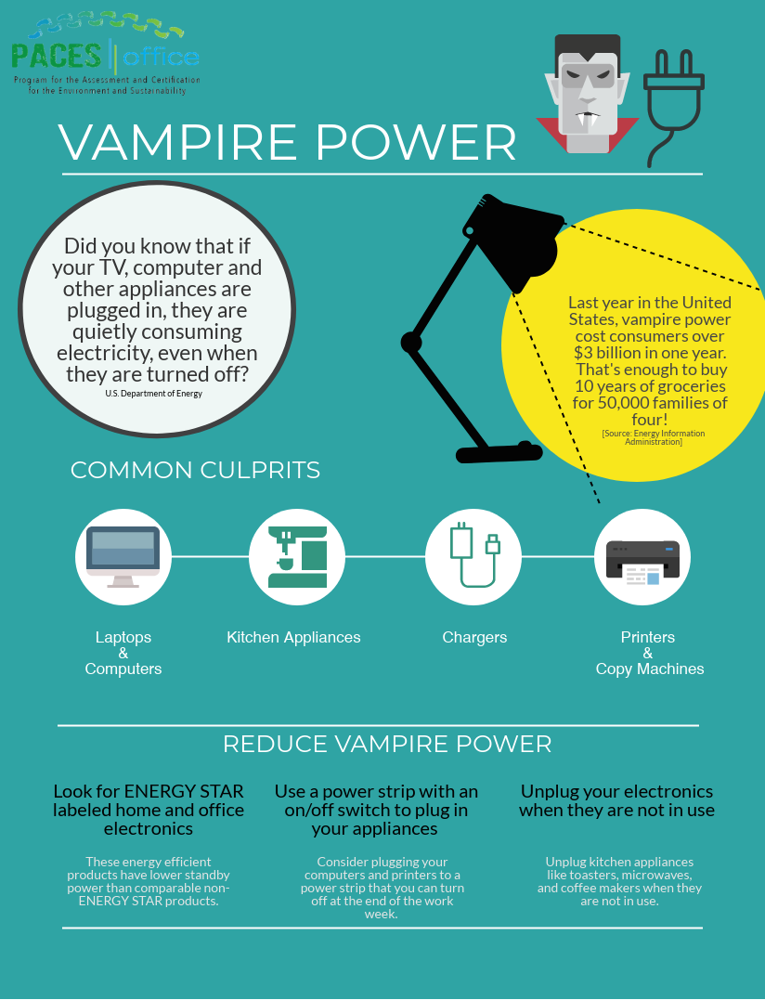 PACES office
Program for the Assessment and Certification
for the Environment and Sustainability
VAMPIRE POWER
Did you know that if
your TV, computer and
other appliances are
plugged in, they are
quietly consuming
electricity, even when
they are turned off?
U.S. Department of Energy
Last year in the United
States, vampire power
cost consumers over
$3 billion in one year.
That's enough to buy
10 years of groceries
for 50,000 families of
four!
[Source: Energy Information
Administration]
COMMON CULPRITS
Laptops
&
Computers
Kitchen Appliances
Chargers
Printers
&
Copy Machines
REDUCE VAMPIRE POWER
Look for ENERGY STAR
labeled home and office
electronics
These energy efficient
products have lower standby
power than comparable non-
ENERGY STAR products.
Use a power strip with an
on/off switch to plug in
your appliances
Consider plugging your
computers and printers to a
power strip that you can turn
off at the end of the work
week.
Unplug your electronics
when they are not in use
Unplug kitchen appliances
like toasters, microwaves,
and coffee makers when they
are not in use.